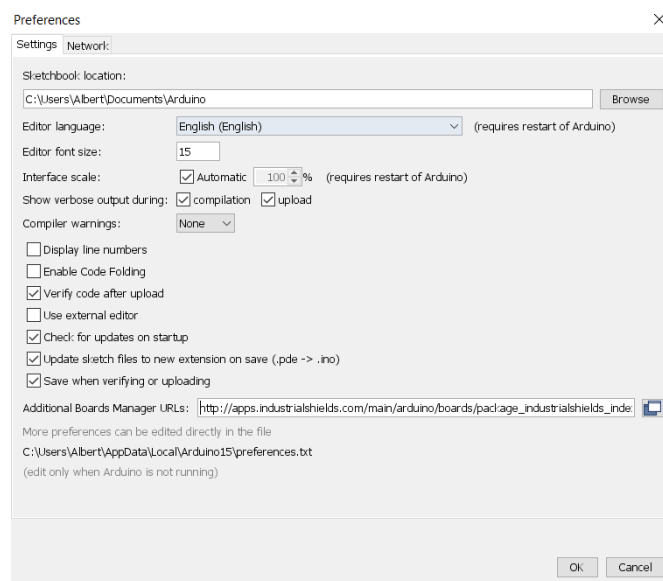 Preferences
Settings Network
Sketchbook location:
C:\Users\Albert\Documents\Arduino Browse
Editor language: English (English) (requires restart of Arduino)
Editor font size: 15
Interface scale: Automatic 100 % (requires restart of Arduino)
Show verbose output during: compilation upload
Compiler warnings: None
Display line numbers
Enable Code Folding
Verify code after upload
Use external editor
Check for updates on startup
Update sketch files to new extension on save (.pde -> .ino)
Save when verifying or uploading
Additional Boards Manager URLs: http://apps.industrialshields.com/main/arduino/boards/package_industrialshields_inde
More preferences can be edited directly in the file
C:\Users\Albert\AppData\Local\Arduino15\preferences.txt
(edit only when Arduino is not running)
OK Cancel